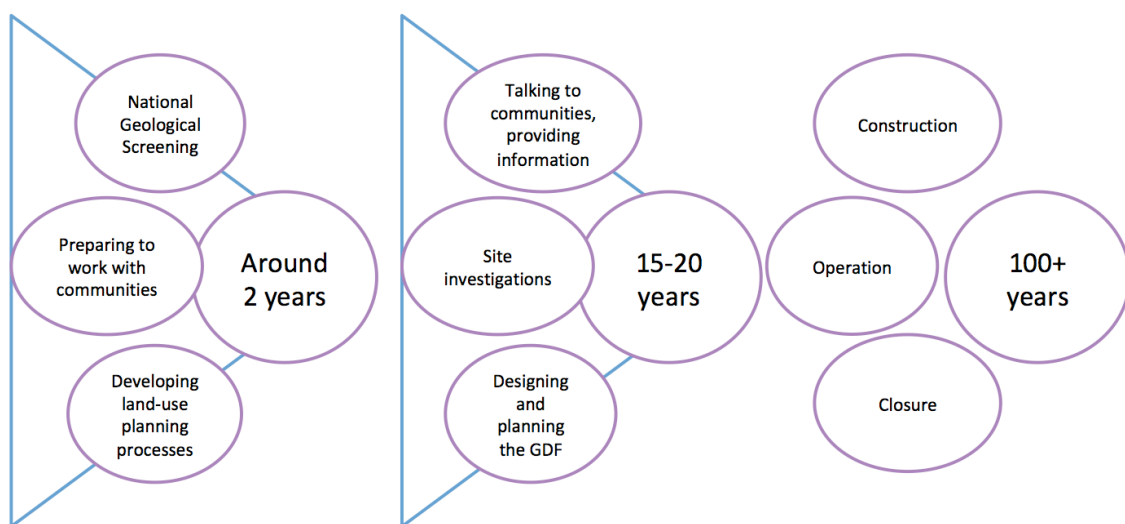 National
Geological
Screening
Preparing to
work with
communities
Developing
land-use
planning
processes
Around
2 years
Talking to
communities,
providing
information
Site
investigations
Designing
and
planning
the GDF
15-20
years
Construction
Operation
Closure
100+
years